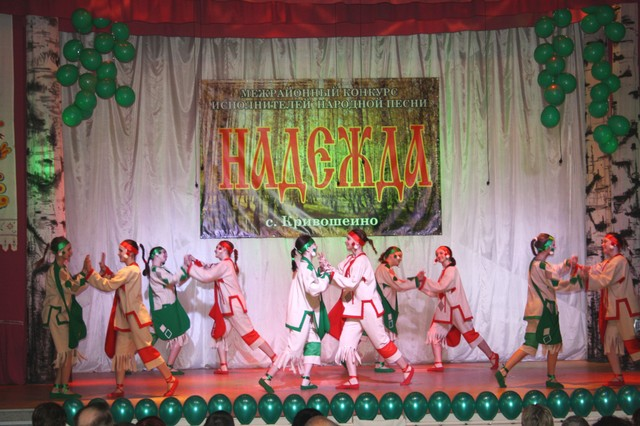 МЕЖРАЙОННЫЙ КОНКУРС
ИСПОЛНИТЕЛЕЙ НАРОДНОЙ ПЕСНИ
НАДЕЖДА
с. Кривошеино